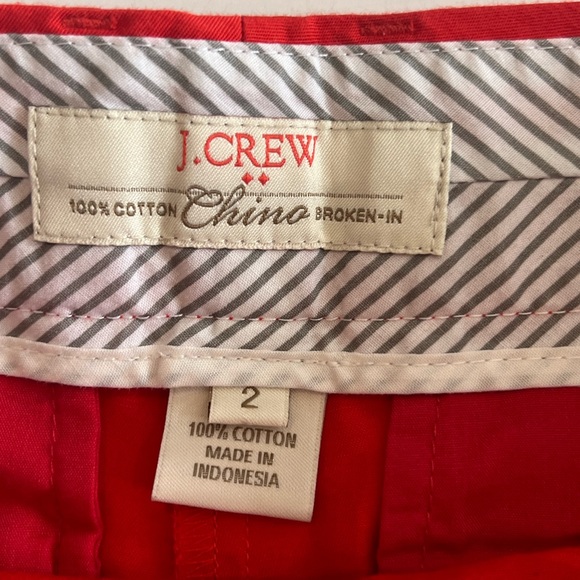 J.CREW
100% COTTON Chino BROKEN-IN
2
100% COTTON
MADE IN
INDONESIA